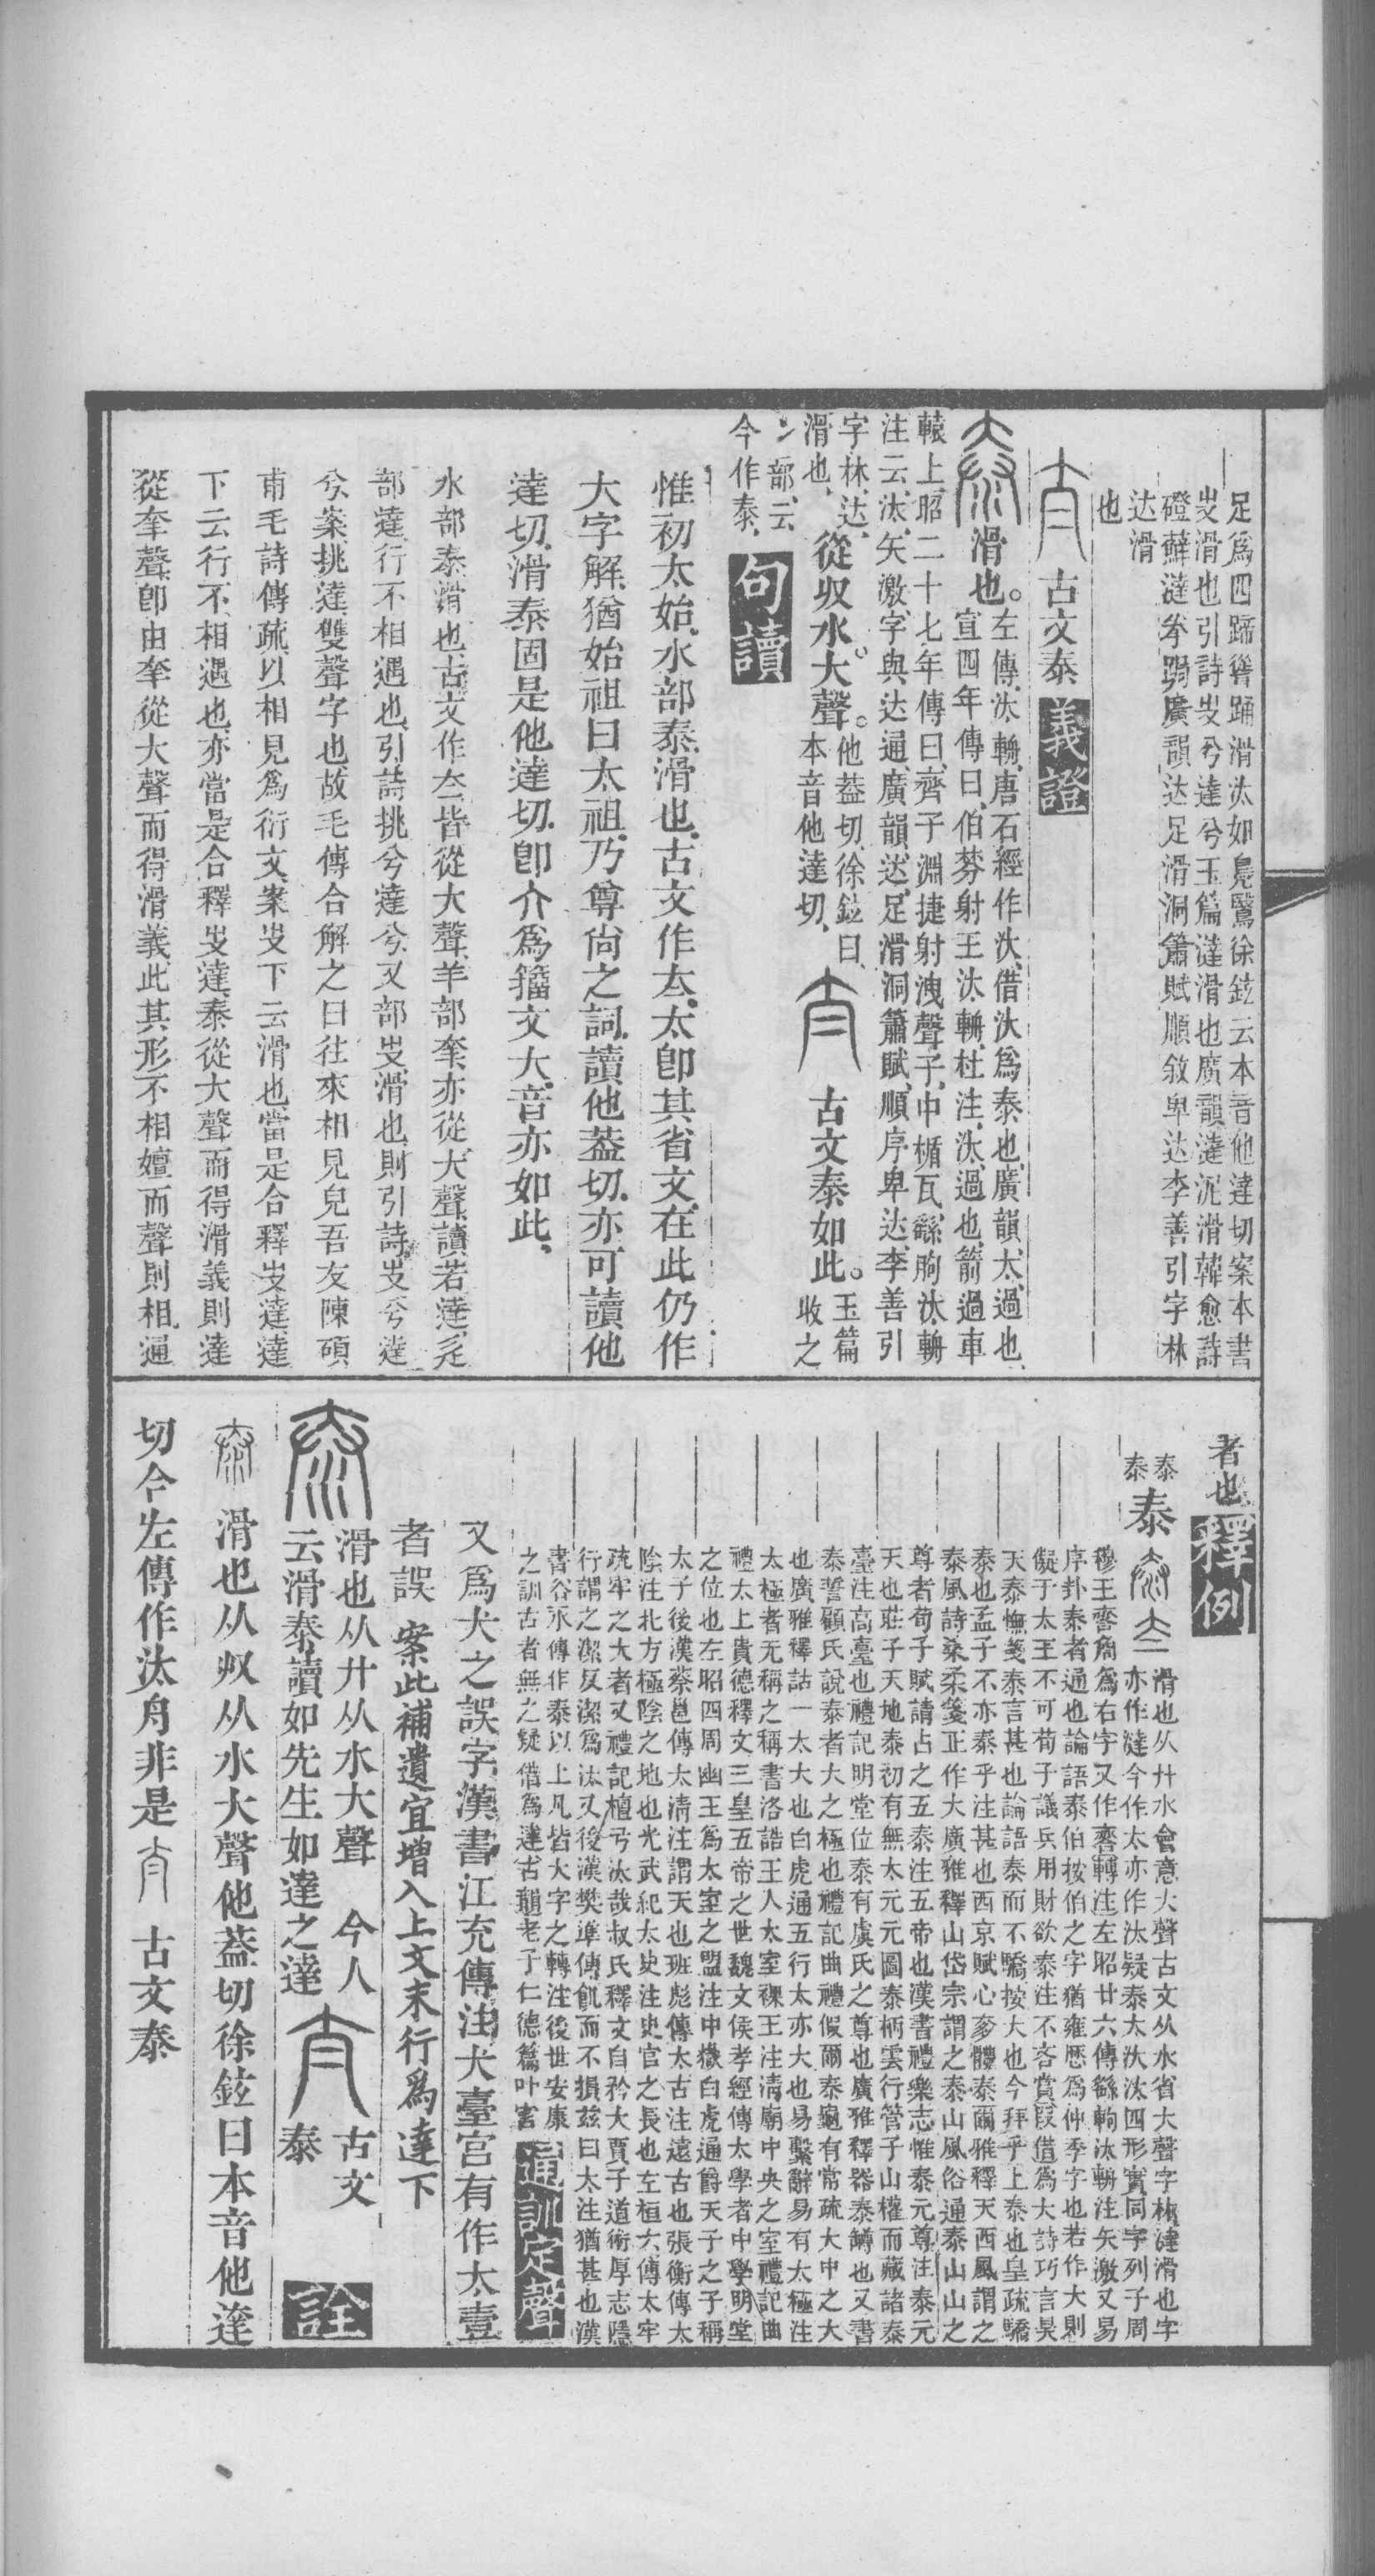 足爲四蹄聳踊滑汏如鳧鷖徐鉉云本音他達切案本書
㕜滑也引詩㕜兮達兮玉篇澾滑也廣韻澾泥滑韓愈詩
磴蘚澾拳跼廣韻达足滑洞簫賦順敘卑达李善引字林
达滑
也
古文泰
義證
滑也。
左傳汏輈唐石經作汏借汏爲泰也廣韻太過也
宣四年傳曰伯棼射王汰輈杜注汰過也箭過車
轅上昭二十七年傳曰齊子淵捷射洩聲子中楯瓦繇朐汰輈
注云汰矢激字與达通廣韻达足滑洞簫賦順序卑达李善引
字林达
滑也
從収水大聲。
他蓋切徐鉉曰
本音他達切
古文泰如此。
玉篇
收之
冫部云
今作泰
句讀
惟初太始水部泰滑也古文作夳太卽其省文在此仍作
大字解猶始祖曰太祖乃尊尙之詞讀他蓋切亦可讀他
達切滑泰固是他達切卽介爲籒文大音亦如此
水部泰滑也古文作夳皆從大聲羊部羍亦從大聲讀若達辵
部達行不相遇也引詩挑兮達兮又部㕜滑也則引詩㕜兮達
兮案挑達雙聲字也故毛傳合解之曰往來相見皃吾友陳碩
甫毛詩傳疏以相見爲衍文案㕜下云滑也當是合釋㕜達達
下云行不相遇也亦當是合釋㕜達泰從大聲而得滑義則達
從羍聲卽由羍從大聲而得滑義此其形不相嬗而聲則相通
者也
釋例
泰
泰
泰
滑也从廾水會意大聲古文从水省大聲字林澾滑也字
亦作澾今作太亦作汰疑泰太汏汰四形實同字列子周
穆王𧮪𠾾爲右字又作𧮪轉注左昭廿六傳繇朐汰輈注矢激又易
序卦泰者通也論語泰伯按伯之字猶雍歷爲仲季字也若作大則
儗于太王不可荀子議兵用財欲泰注不吝賞叚借爲大詩巧言昊
天泰憮箋泰言甚也論語泰而不驕按大也今拜乎上泰也皇疏驕
泰也孟子不亦泰乎注甚也西京賦心奓體泰爾雅釋天西風謂之
泰風詩桑柔箋正作大廣雅釋山岱宗謂之泰山風俗通泰山山之
尊者荀子賦請占之五泰注五帝也漢書禮樂志惟泰元尊注泰元
天也莊子天地泰初有無太元元圖泰柄雲行管子山權而藏諸泰
臺注高臺也禮記明堂位泰有虞氏之尊也廣雅釋器泰罇也又書
泰誓顧氏說泰者大之極也禮記曲禮假爾泰龜有常疏大中之大
也廣雅釋詁一太大也白虎通五行太亦大也易繫辭易有太極注
太極者无稱之稱書洛誥王入太室祼王注清廟中央之室禮記曲
禮太上貴德釋文三皇五帝之世魏文侯孝經傳太學者中學明堂
之位也左昭四周幽王爲太室之盟注中嶽白虎通爵天子之子稱
太子後漢蔡邕傳太清注謂天也班彪傳太古注遠古也張衡傳太
陰注北方極陰之地也光武紀太史注史官之長也左桓六傳太牢
疏牢之大者又禮記檀弓汰哉叔氏釋文自矜大賈子道術厚志隱
行謂之潔反潔爲汰又後漢樊準傳飢而不損茲曰太注猶甚也漢
書谷永傳作泰以上凡皆大字之轉注後世安康
之訓古者無之疑借爲達古韻老子仁德篇叶害
通訓定聲
又爲犬之誤字漢書江充傳注犬臺宮有作太壹
者誤　案此補遺宜增入上文末行爲達下
滑也从廾从水大聲　今人
云滑泰讀如先生如達之達
古文
泰
詮
滑也从収从水大聲他蓋切徐鉉曰本音他達
切今左傳作汰舟非是　古文泰